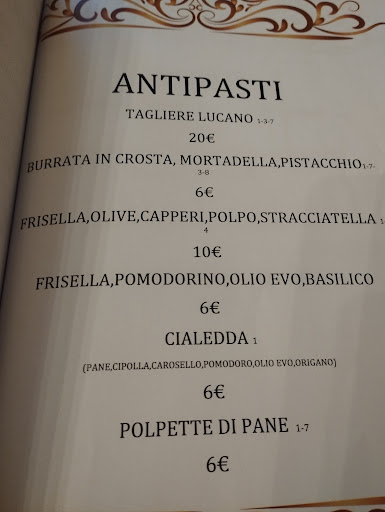 ANTIPASTI
TAGLIERE LUCANO 1-3-7
20€
BURRATA IN CROSTA, MORTADELLA,PISTACCHIO1-7-
3-8
6€
FRISELLA,OLIVE,CAPPERI,POLPO,STRACCIATELLA 1-
4
10€
FRISELLA,POMODORINO,OLIO EVO,BASILICO
6€
CIALEDDA 1
(PANE,CIPOLLA,CAROSELLO,POMODORO,OLIO EVO,ORIGANO)
6€
POLPETTE DI PANE 1-7
6€